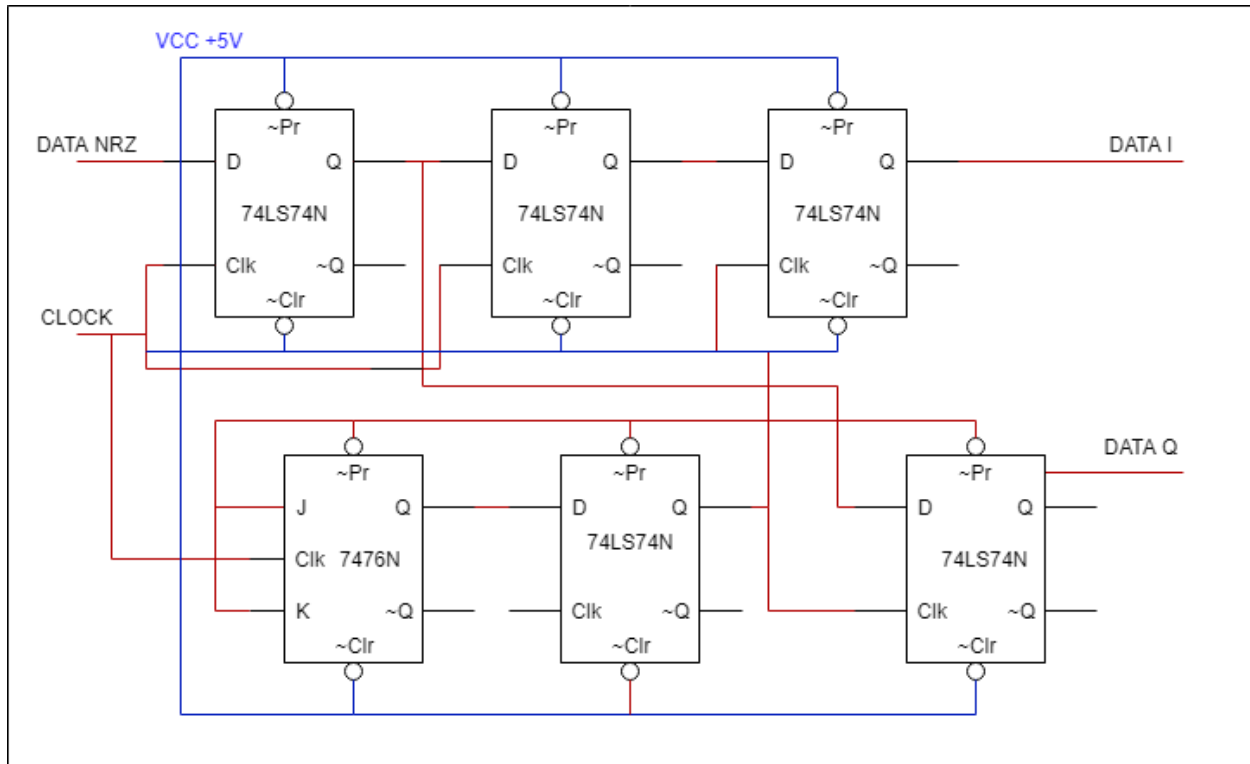 VCC +5V
~Pr
~Pr
~Pr
DATA NRZ
D
Q
D
Q
D
Q
DATA I
74LS74N
74LS74N
74LS74N
Clk
~Q
Clk
~Q
Clk
~Q
~Clr
~Clr
~Clr
CLOCK
~Pr
~Pr
~Pr
DATA Q
J
Q
D
Q
D
Q
74LS74N
Clk
7476N
74LS74N
K
~Q
Clk
~Q
Clk
~Q
~Clr
~Clr
~Clr